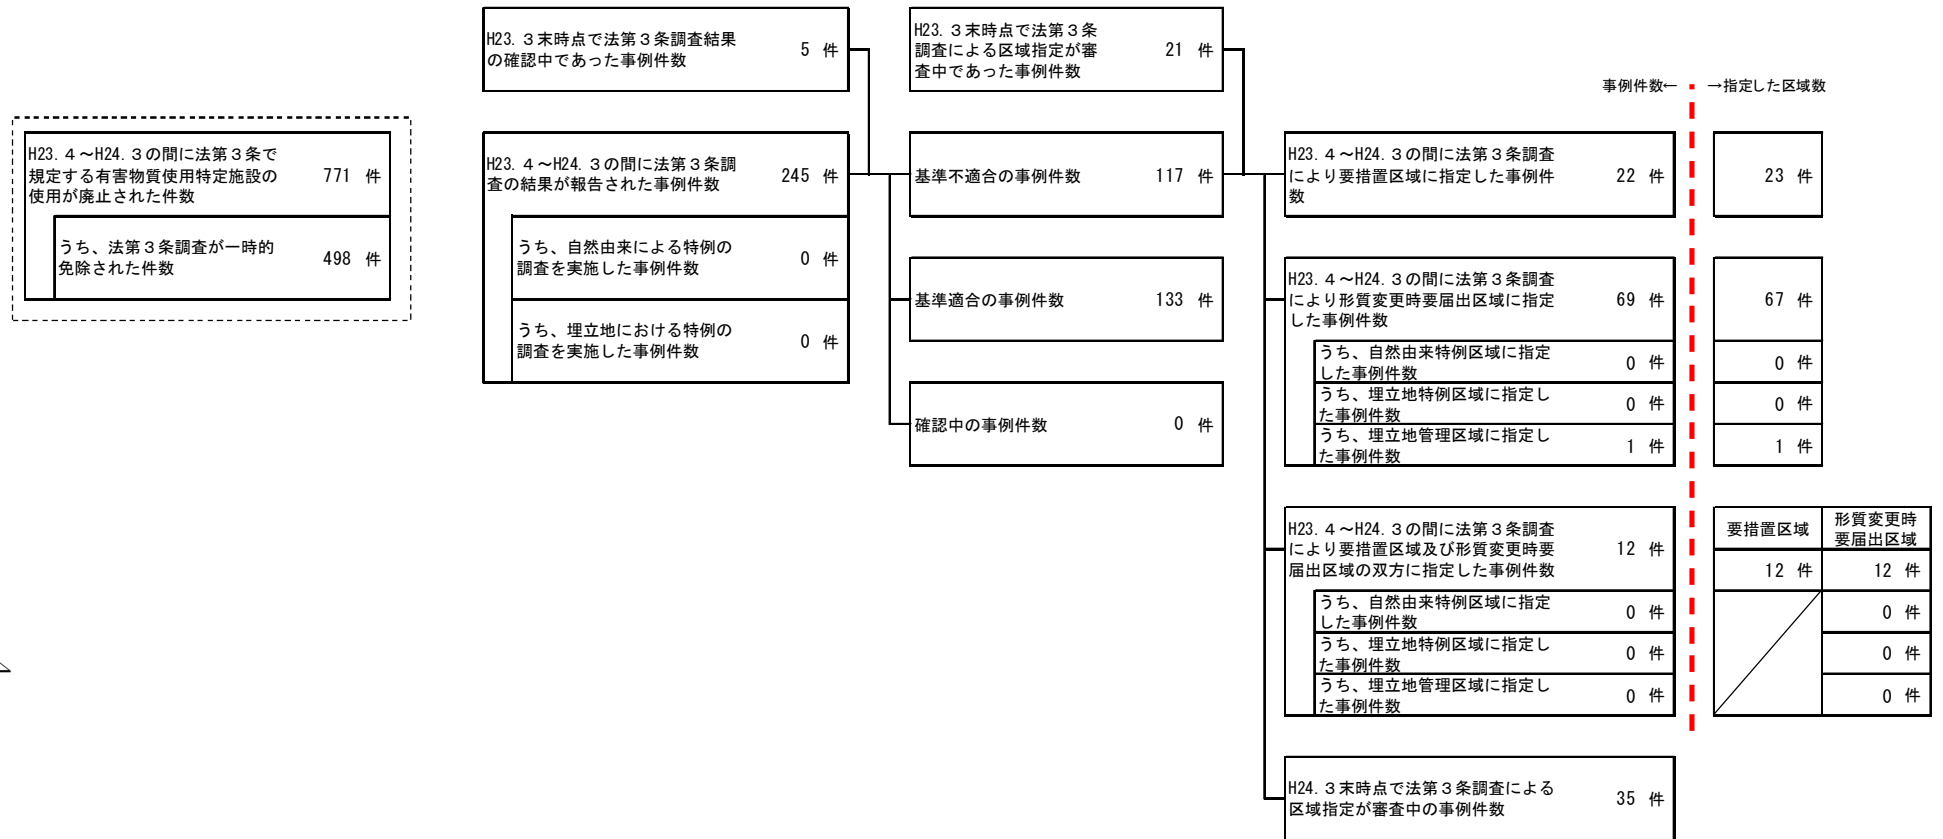 H23.３末時点で法第３条調査結果
の確認中であった事例件数
5 件
H23.３末時点で法第３条
調査による区域指定が審
査中であった事例件数
21 件
事例件数←
→指定した区域数
H23.４～H24.３の間に法第３条で
規定する有害物質使用特定施設の
使用が廃止された件数
771 件
うち、法第３条調査が一時的
免除された件数
498 件
H23.４～H24.３の間に法第３条調
査の結果が報告された事例件数
245 件
うち、自然由来による特例の
調査を実施した事例件数
0 件
うち、埋立地における特例の
調査を実施した事例件数
0 件
基準不適合の事例件数
117 件
基準適合の事例件数
133 件
確認中の事例件数
0 件
H23.４～H24.３の間に法第３条調査
により要措置区域に指定した事例件
数
22 件
23 件
H23.４～H24.３の間に法第３条調査
により形質変更時要届出区域に指定
した事例件数
69 件
67 件
うち、自然由来特例区域に指定
した事例件数
0 件
0 件
うち、埋立地特例区域に指定し
た事例件数
0 件
0 件
うち、埋立地管理区域に指定し
た事例件数
1 件
1 件
H23.４～H24.３の間に法第３条調査
により要措置区域及び形質変更時要
届出区域の双方に指定した事例件数
12 件
要措置区域
形質変更時
要届出区域
12 件
12 件
うち、自然由来特例区域に指定
した事例件数
0 件
0 件
うち、埋立地特例区域に指定し
た事例件数
0 件
0 件
うち、埋立地管理区域に指定し
た事例件数
0 件
0 件
H24.３末時点で法第３条調査による
区域指定が審査中の事例件数
35 件